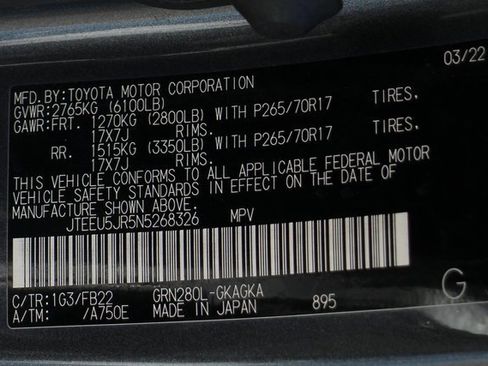 03/22
MFD.BY:TOYOTA MOTOR CORPORATION
GVWR:2765KG (6100LB)
GAWR:FRT. 1270KG (2800LB) WITH P265/70R17 TIRES,
17X7J RIMS.
RR. 1515KG (3350LB) WITH P265/70R17 TIRES,
17X7J RIMS.
THIS VEHICLE CONFORMS TO ALL APPLICABLE FEDERAL MOTOR
VEHICLE SAFETY STANDARDS IN EFFECT ON THE DATE OF
MANUFACTURE SHOWN ABOVE.
JTEEU5JR5N5268326 MPV
C/TR:1G3/FB22 GRN280L-GKAGKA G
A/TM: /A750E MADE IN JAPAN 895